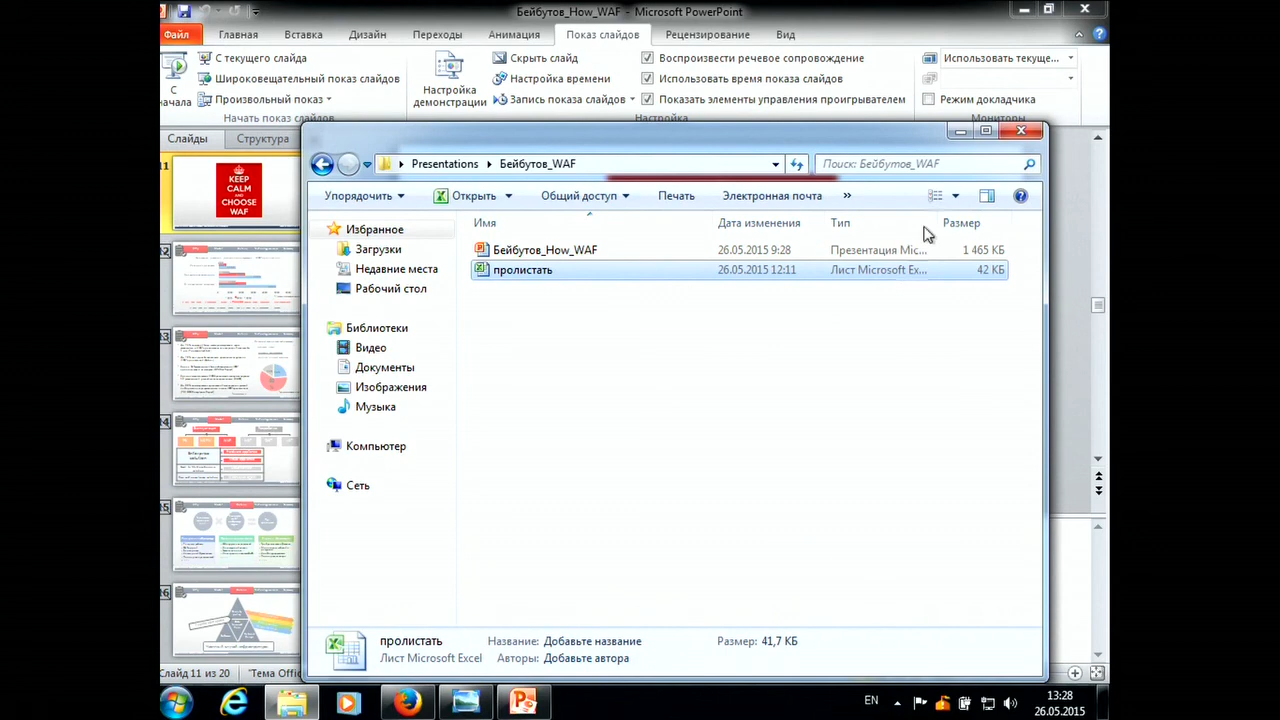 Бейбутов_How_WAF - Microsoft PowerPoint
Файл Главная Вставка Дизайн Переходы Анимация Показ слайдов Рецензирование Вид
С начала
С текущего слайда
Широковещательный показ слайдов
Произвольный показ
Начать показ слайдов
Настройка демонстрации
Скрыть слайд
Настройка времени
Запись показа слайдов
Воспроизвести речевое сопровождение
Использовать время показа слайдов
Показать элементы управления проигрывателем
Настройка
Использовать текуще...
Режим докладчика
Мониторы
Слайды Структура
KEEP
CALM
AND
CHOOSE
WAF
Presentations Бейбутов_WAF
Поиск: Бейбутов_WAF
Упорядочить Открыть Общий доступ Печать Электронная почта »
Избранное
Загрузки
Недавние места
Рабочий стол
Библиотеки
Видео
Документы
Изображения
Музыка
Компьютер
Сеть
Имя Дата изменения Тип Размер
Бейбутов_How_WAF 26.05.2015 9:28 Презентация Mic... 1 465 КБ
пролистать 26.05.2015 12:11 Лист Microsoft Ex... 42 КБ
пролистать Название: Добавьте название Размер: 41,7 КБ
Лист Microsoft Excel Авторы: Добавьте автора
Слайд 11 из 20 "Тема Offic
EN
13:28
26.05.2015